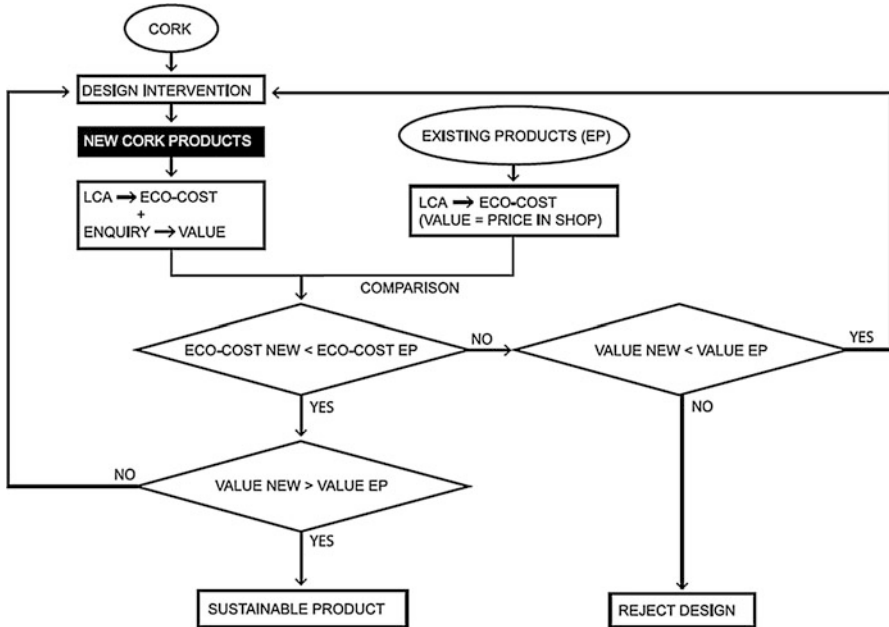 CORK
DESIGN INTERVENTION
NEW CORK PRODUCTS
EXISTING PRODUCTS (EP)
LCA → ECO-COST
+
ENQUIRY → VALUE
LCA → ECO-COST
(VALUE = PRICE IN SHOP)
COMPARISON
ECO-COST NEW < ECO-COST EP
NO
VALUE NEW < VALUE EP
YES
YES
NO
NO
VALUE NEW > VALUE EP
YES
SUSTAINABLE PRODUCT
REJECT DESIGN